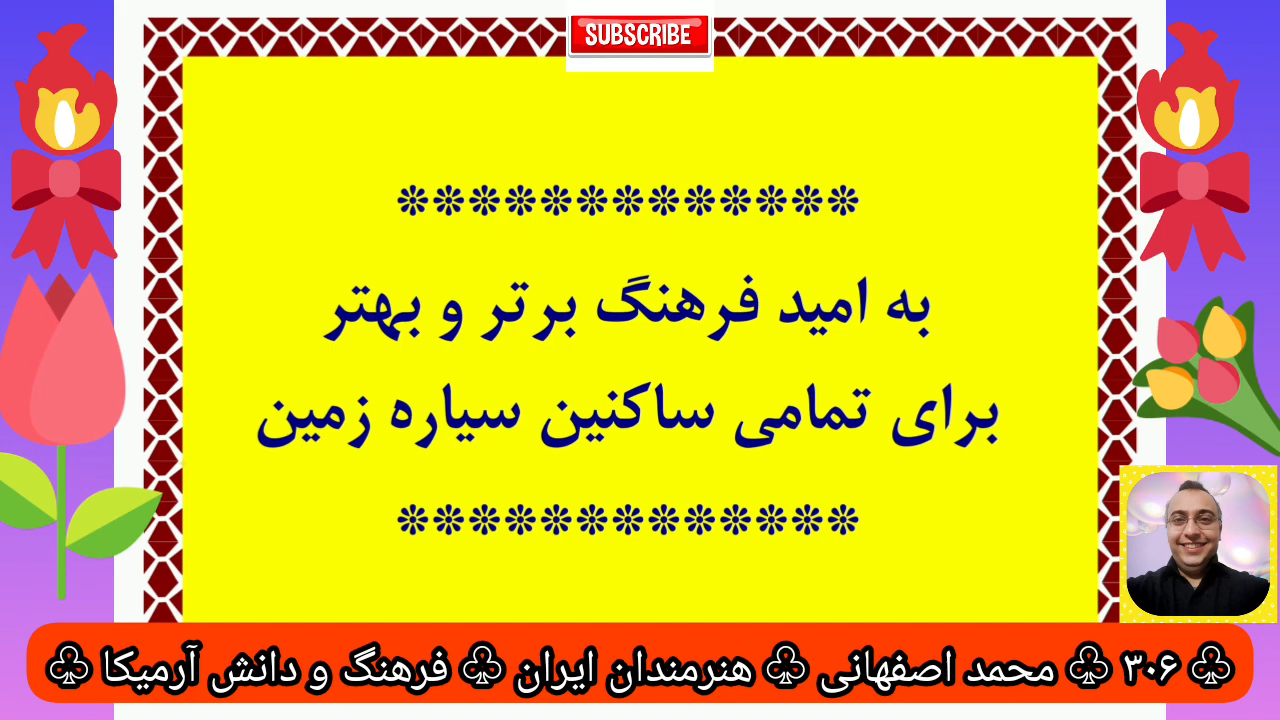 SUBSCRIBE
❊❊❊❊❊❊❊❊❊❊❊❊❊
به امید فرهنگ برتر و بهتر
برای تمامی ساکنین سیاره زمین
❊❊❊❊❊❊❊❊❊❊❊❊❊
♧ ۳۰۶ ♧ محمد اصفهانی ♧ هنرمندان ایران ♧ فرهنگ و دانش آرمیکا ♧